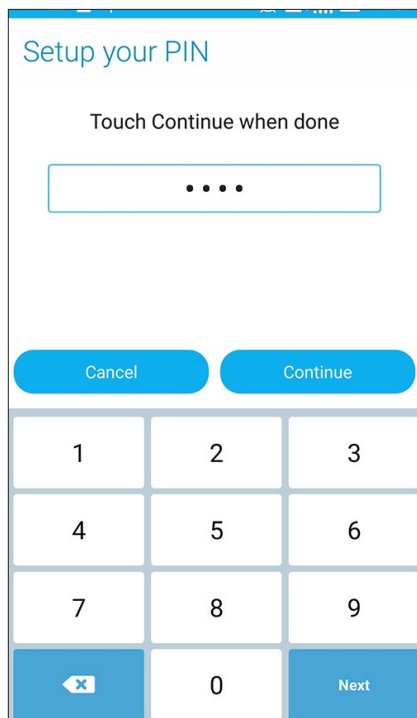 Setup your PIN
Touch Continue when done
••••
Cancel Continue
1 2 3
4 5 6
7 8 9
0 Next